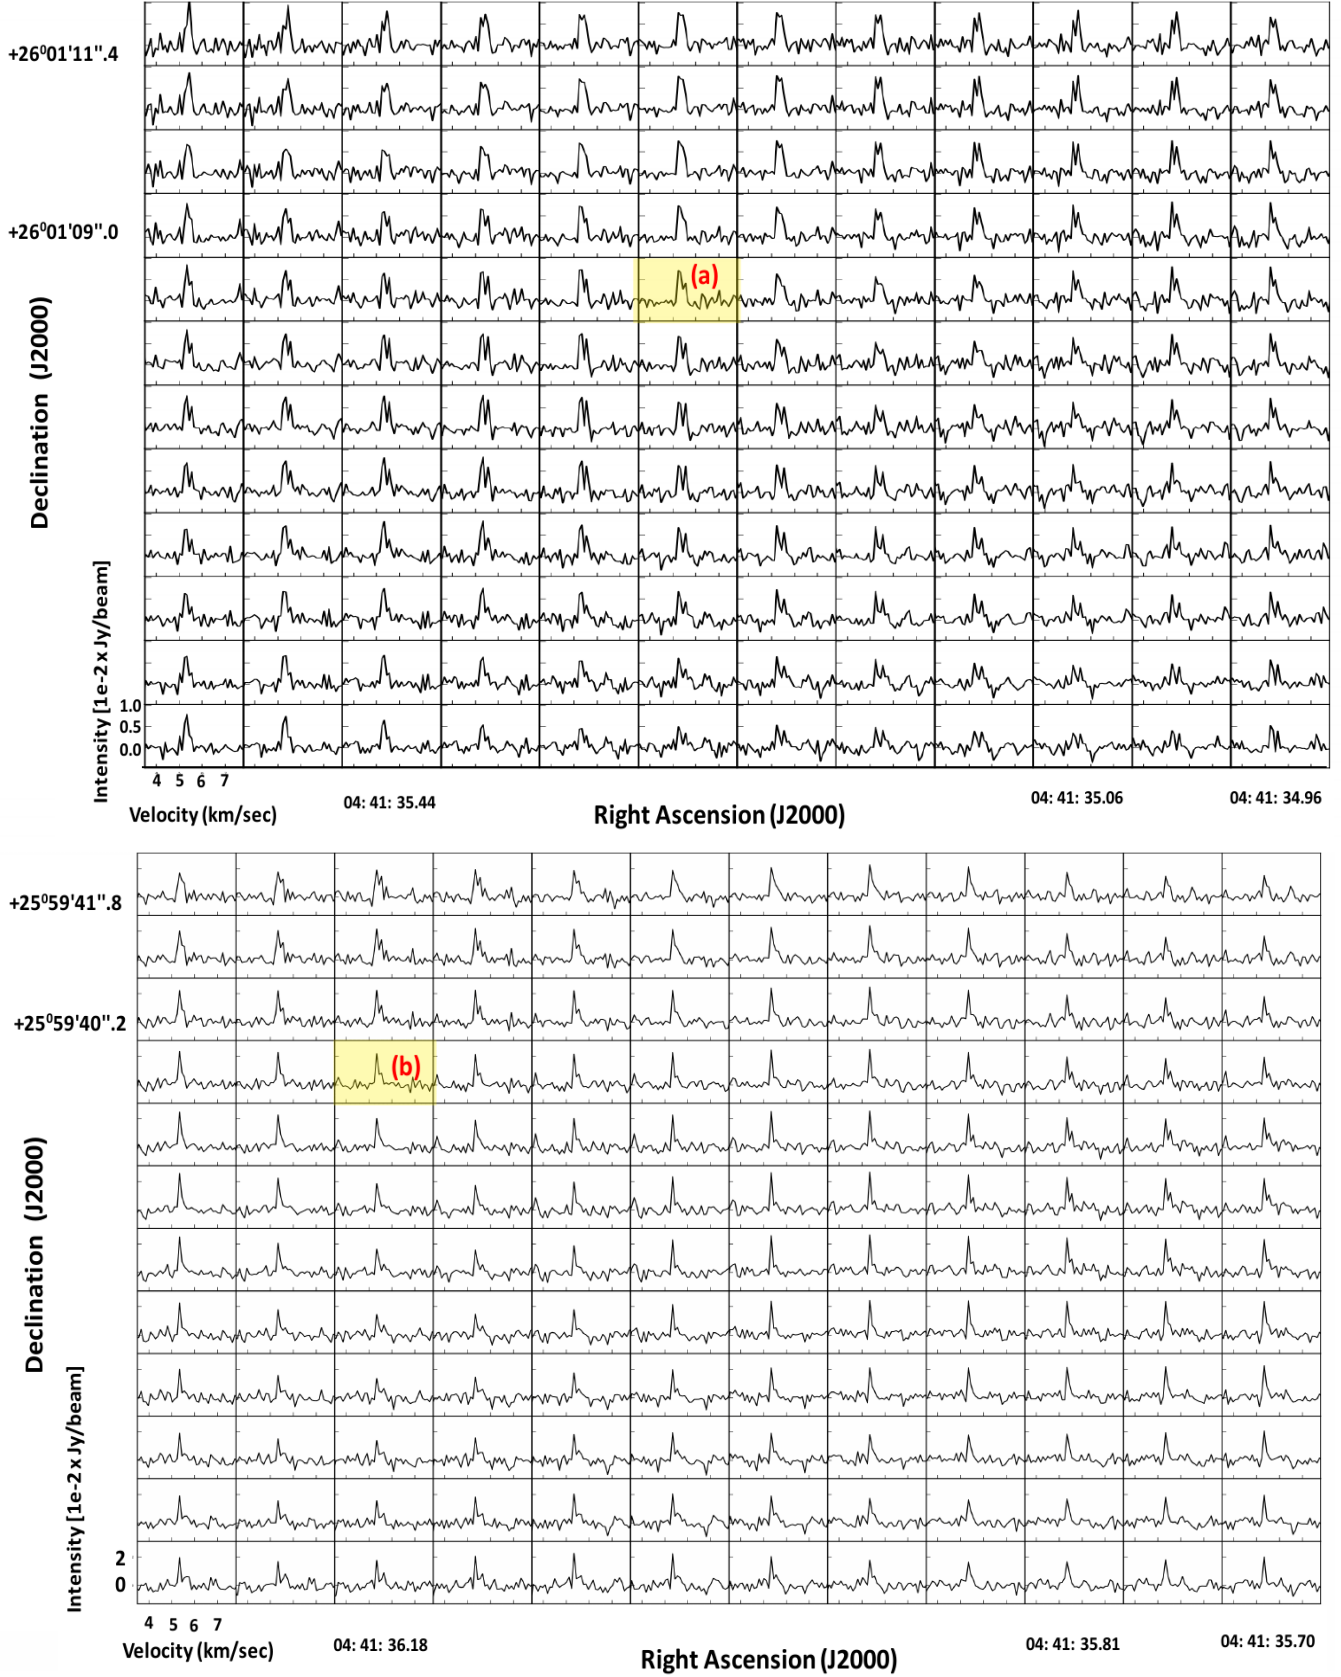 +26⁰01'11".4
+26⁰01'09".0
(a)
Declination (J2000)
Intensity [1e-2 x Jy/beam]
1.0
0.5
0.0
4 5 6 7
Velocity (km/sec)
04: 41: 35.44
Right Ascension (J2000)
04: 41: 35.06
04: 41: 34.96
+25⁰59'41".8
+25⁰59'40".2
(b)
Declination (J2000)
Intensity [1e-2 x Jy/beam]
2
0
4 5 6 7
Velocity (km/sec)
04: 41: 36.18
Right Ascension (J2000)
04: 41: 35.81
04: 41: 35.70